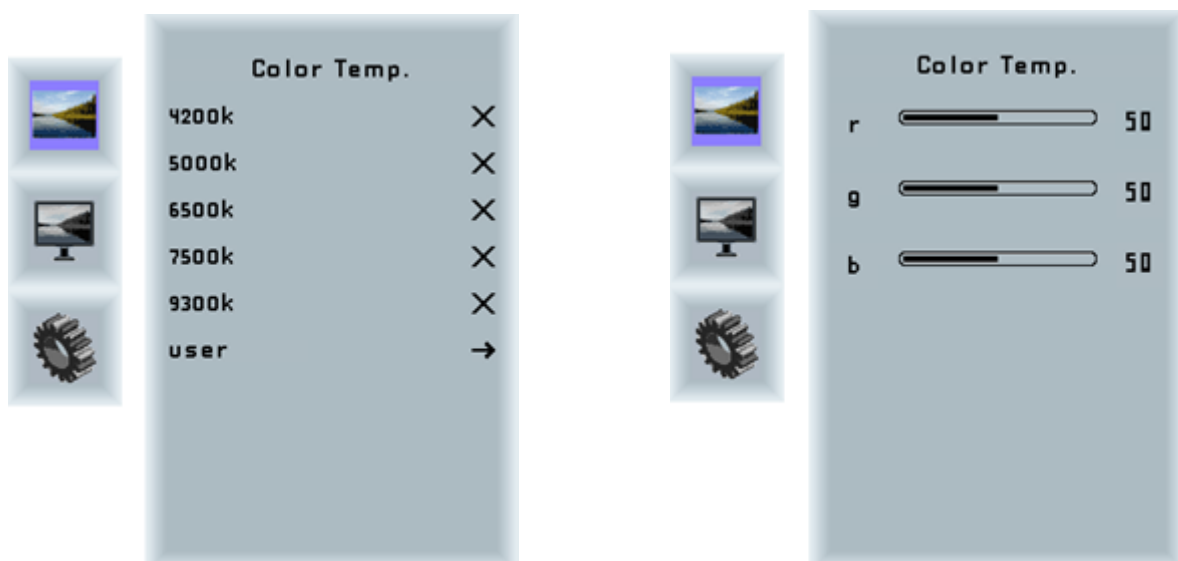 Color Temp.
4200k
5000k
6500k
7500k
9300k
user →
Color Temp.
r 50
g 50
b 50